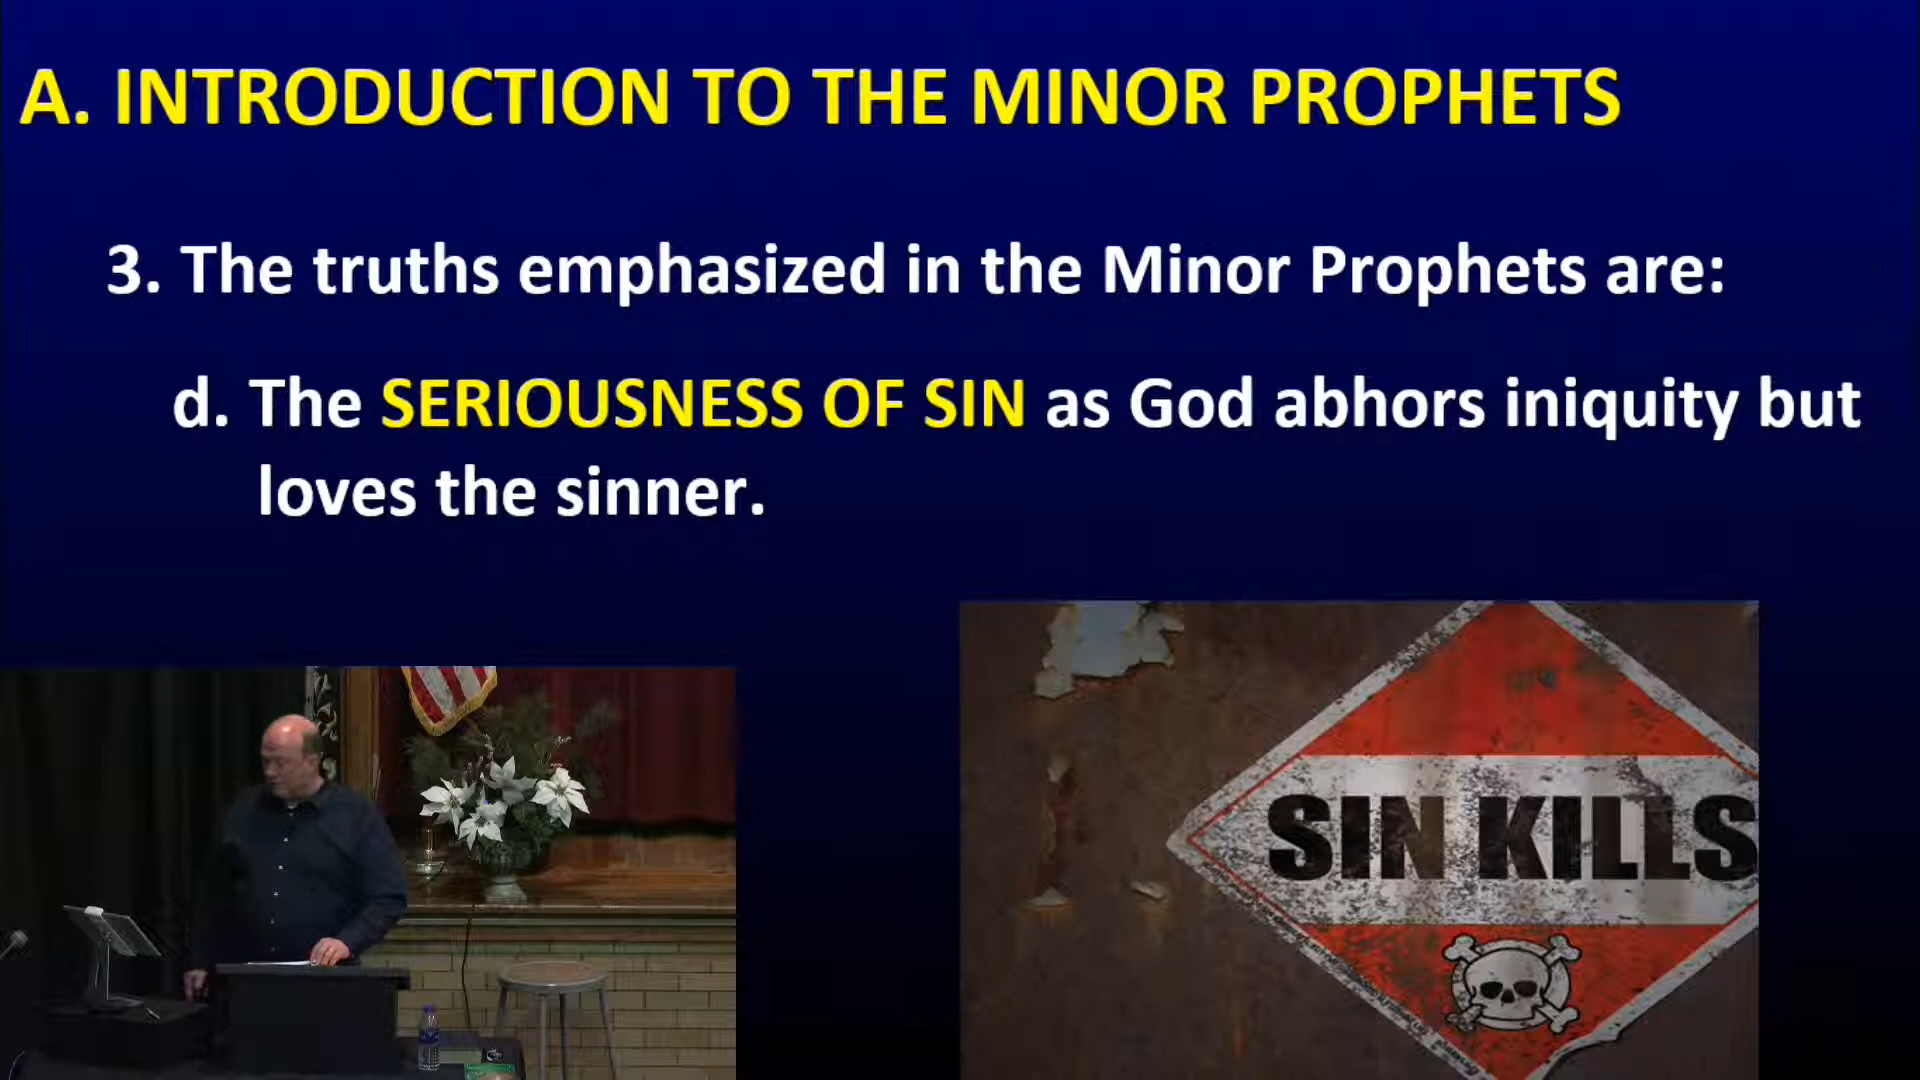 A. INTRODUCTION TO THE MINOR PROPHETS
3. The truths emphasized in the Minor Prophets are:
d. The SERIOUSNESS OF SIN as God abhors iniquity but
loves the sinner.
SIN KILLS